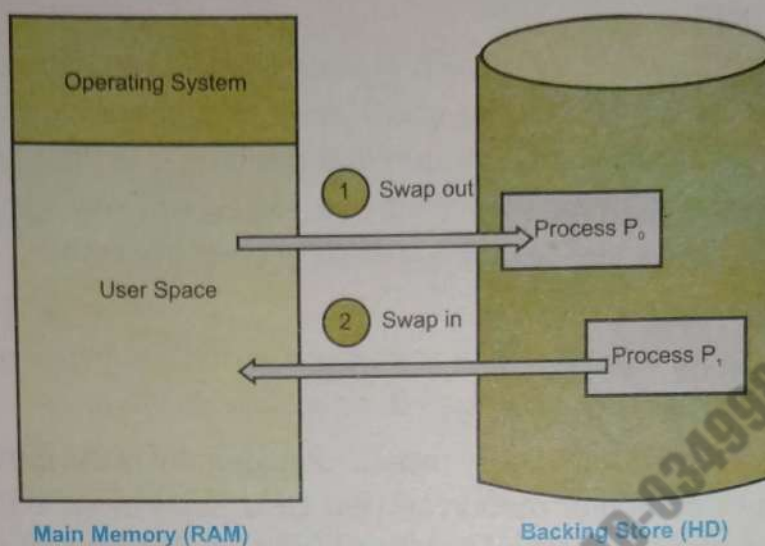 Operating System
1 Swap out
Process P₀
User Space
2 Swap in
Process P₁
Main Memory (RAM)
Backing Store (HD)